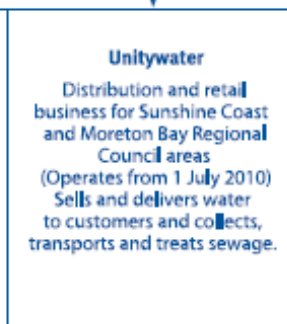 Unitywater
Distribution and retail
business for Sunshine Coast
and Moreton Bay Regional
Council areas
(Operates from 1 July 2010)
Sells and delivers water
to customers and collects,
transports and treats sewage.